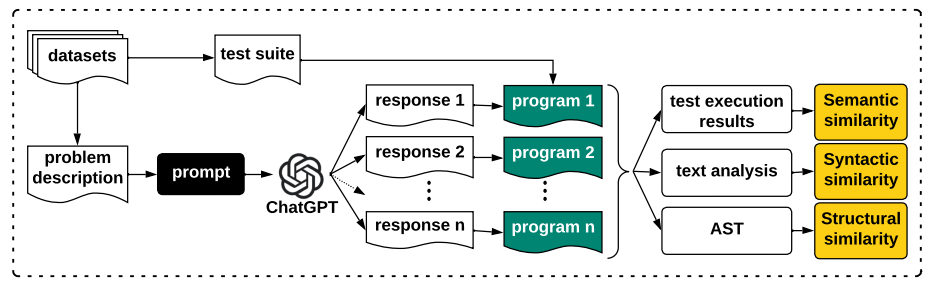 datasets
test suite
problem
description
prompt
ChatGPT
response 1
response 2
response n
program 1
program 2
program n
test execution
results
text analysis
AST
Semantic
similarity
Syntactic
similarity
Structural
similarity